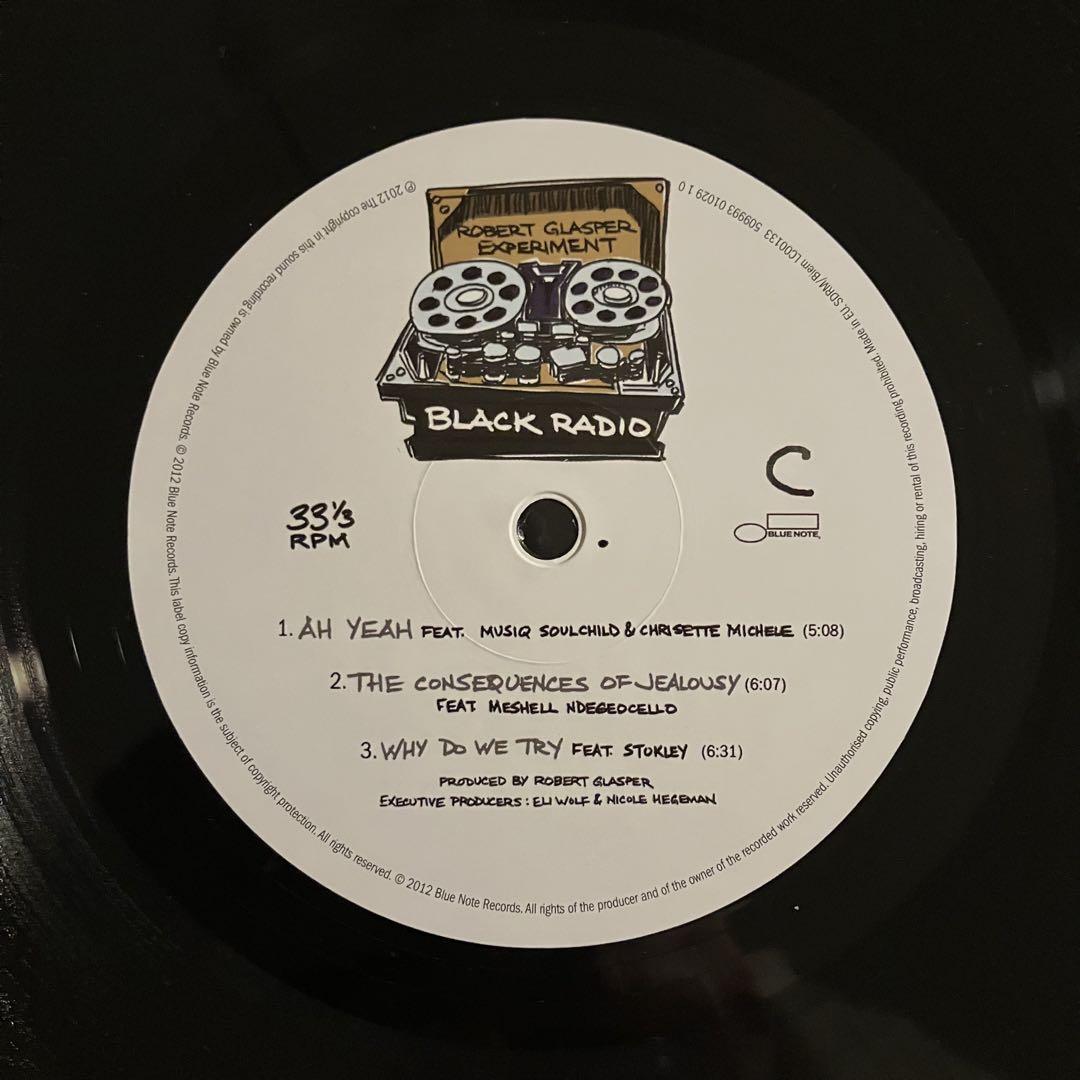 ROBERT GLASPER
EXPERIMENT
BLACK RADIO
C
33 1/3
RPM
BLUE NOTE
1. AH YEAH FEAT. MUSIQ SOULCHILD & CHRISETTE MICHELE (5:08)
2. THE CONSEQUENCES OF JEALOUSY (6:07)
FEAT MESHELL NDEGEOCELLO
3. WHY DO WE TRY FEAT. STOKLEY (6:31)
PRODUCED BY ROBERT GLASPER
EXECUTIVE PRODUCERS: ELI WOLF & NICOLE HEGEMAN
℗ 2012 The copyright in this sound recording is owned by Blue Note Records. © 2012 Blue Note Records. This label copy information is the subject of copyright protection. All rights reserved. © 2012 Blue Note Records. All rights of the producer and of the owner of the recorded work reserved. Unauthorised copying, public performance, broadcasting, hiring or rental of this recording prohibited. Made in EU. SDRM/Biem LC00133 509993 01029 1 0